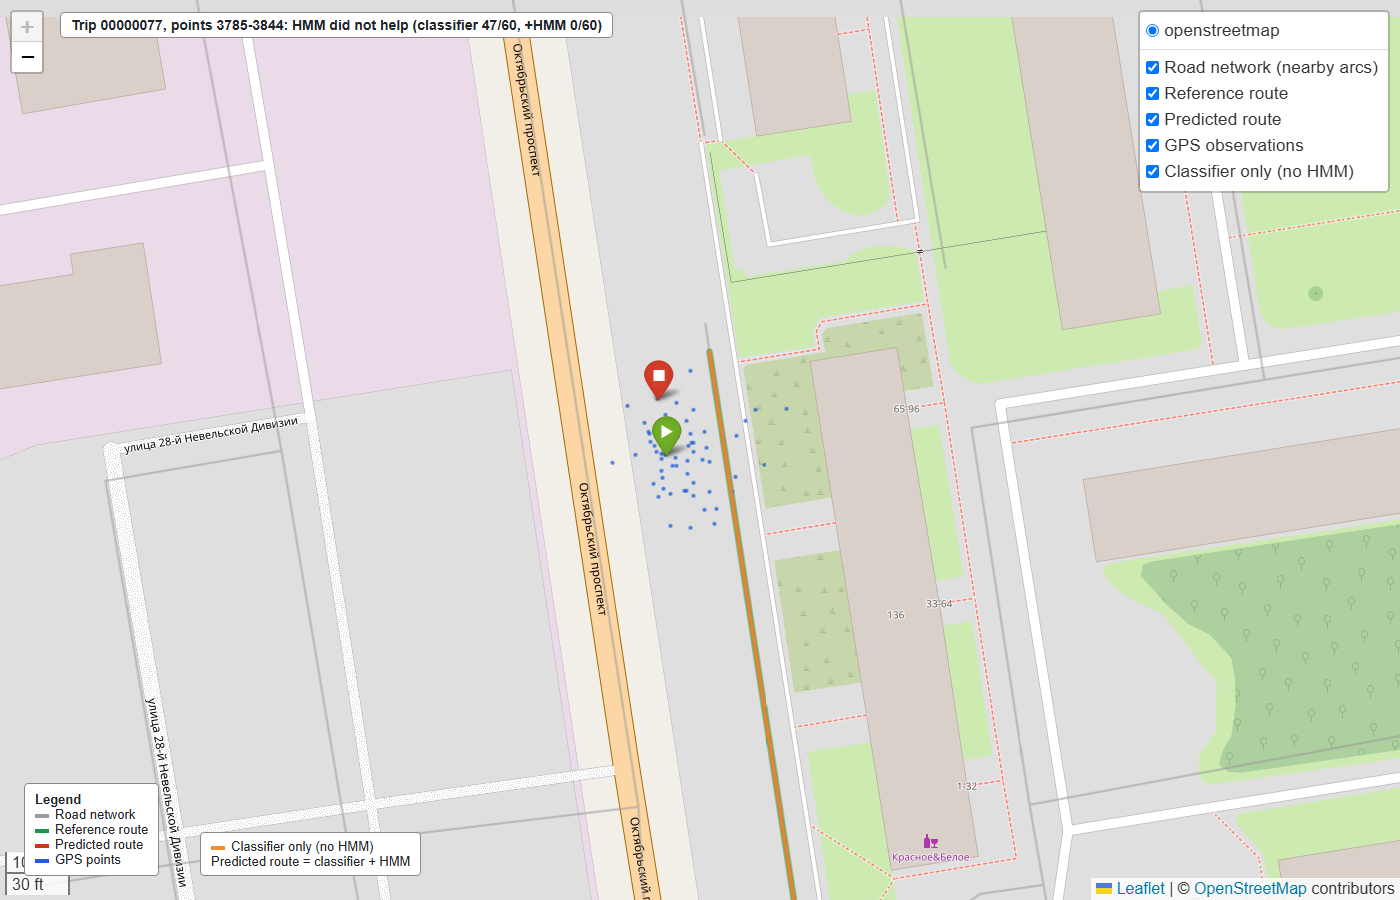 +
−
Trip 00000077, points 3785-3844: HMM did not help (classifier 47/60, +HMM 0/60)
openstreetmap
Road network (nearby arcs)
Reference route
Predicted route
GPS observations
Classifier only (no HMM)
Октябрьский проспект
улица 28-й Невельской Дивизии
65-96
Октябрьский проспект
136
33-64
улица 28-й Невельской Дивизии
1-32
Красное&Белое
Legend
Road network
Reference route
Predicted route
GPS points
Classifier only (no HMM)
Predicted route = classifier + HMM
30 ft
Leaflet | © OpenStreetMap contributors